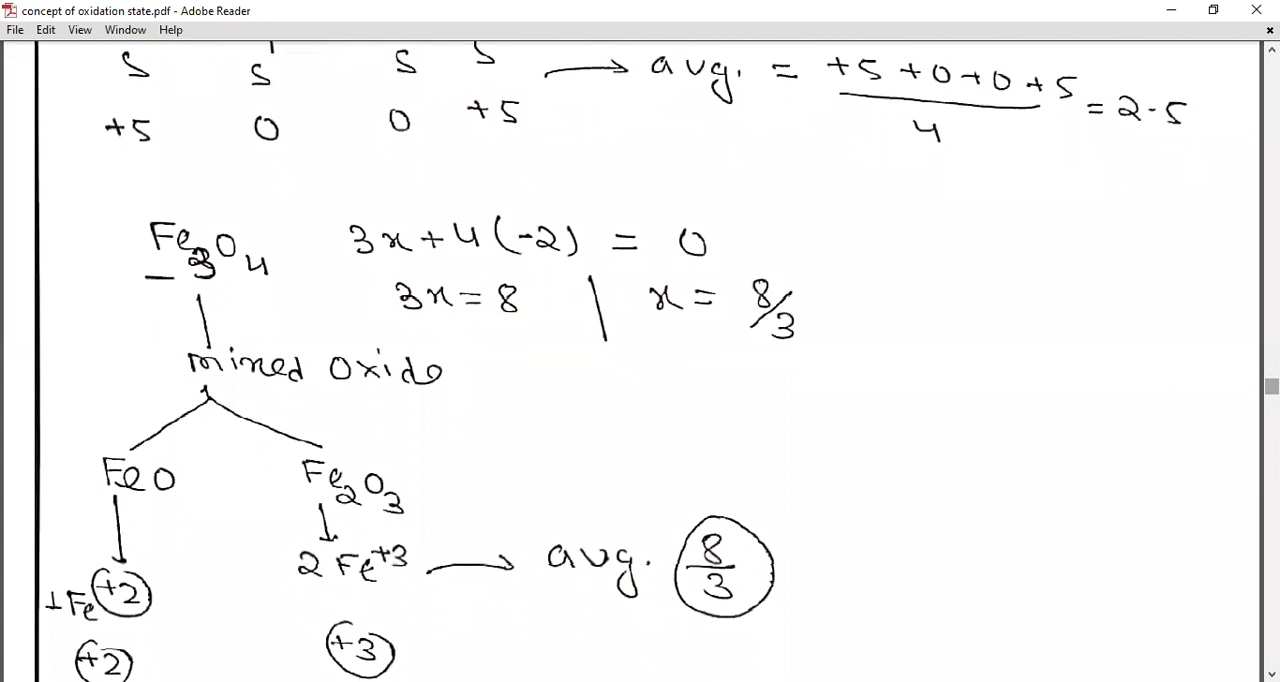 concept of oxidation state.pdf - Adobe Reader
File Edit View Window Help
S S S S → avg. = +5 +0 +0 +5 / 4 = 2.5
+5 0 0 +5
Fe3O4 3x + 4(-2) = 0
3x = 8 | x = 8/3
mixed oxide
FeO Fe2O3
1Fe+2 2Fe+3 → avg. 8/3
+2 +3